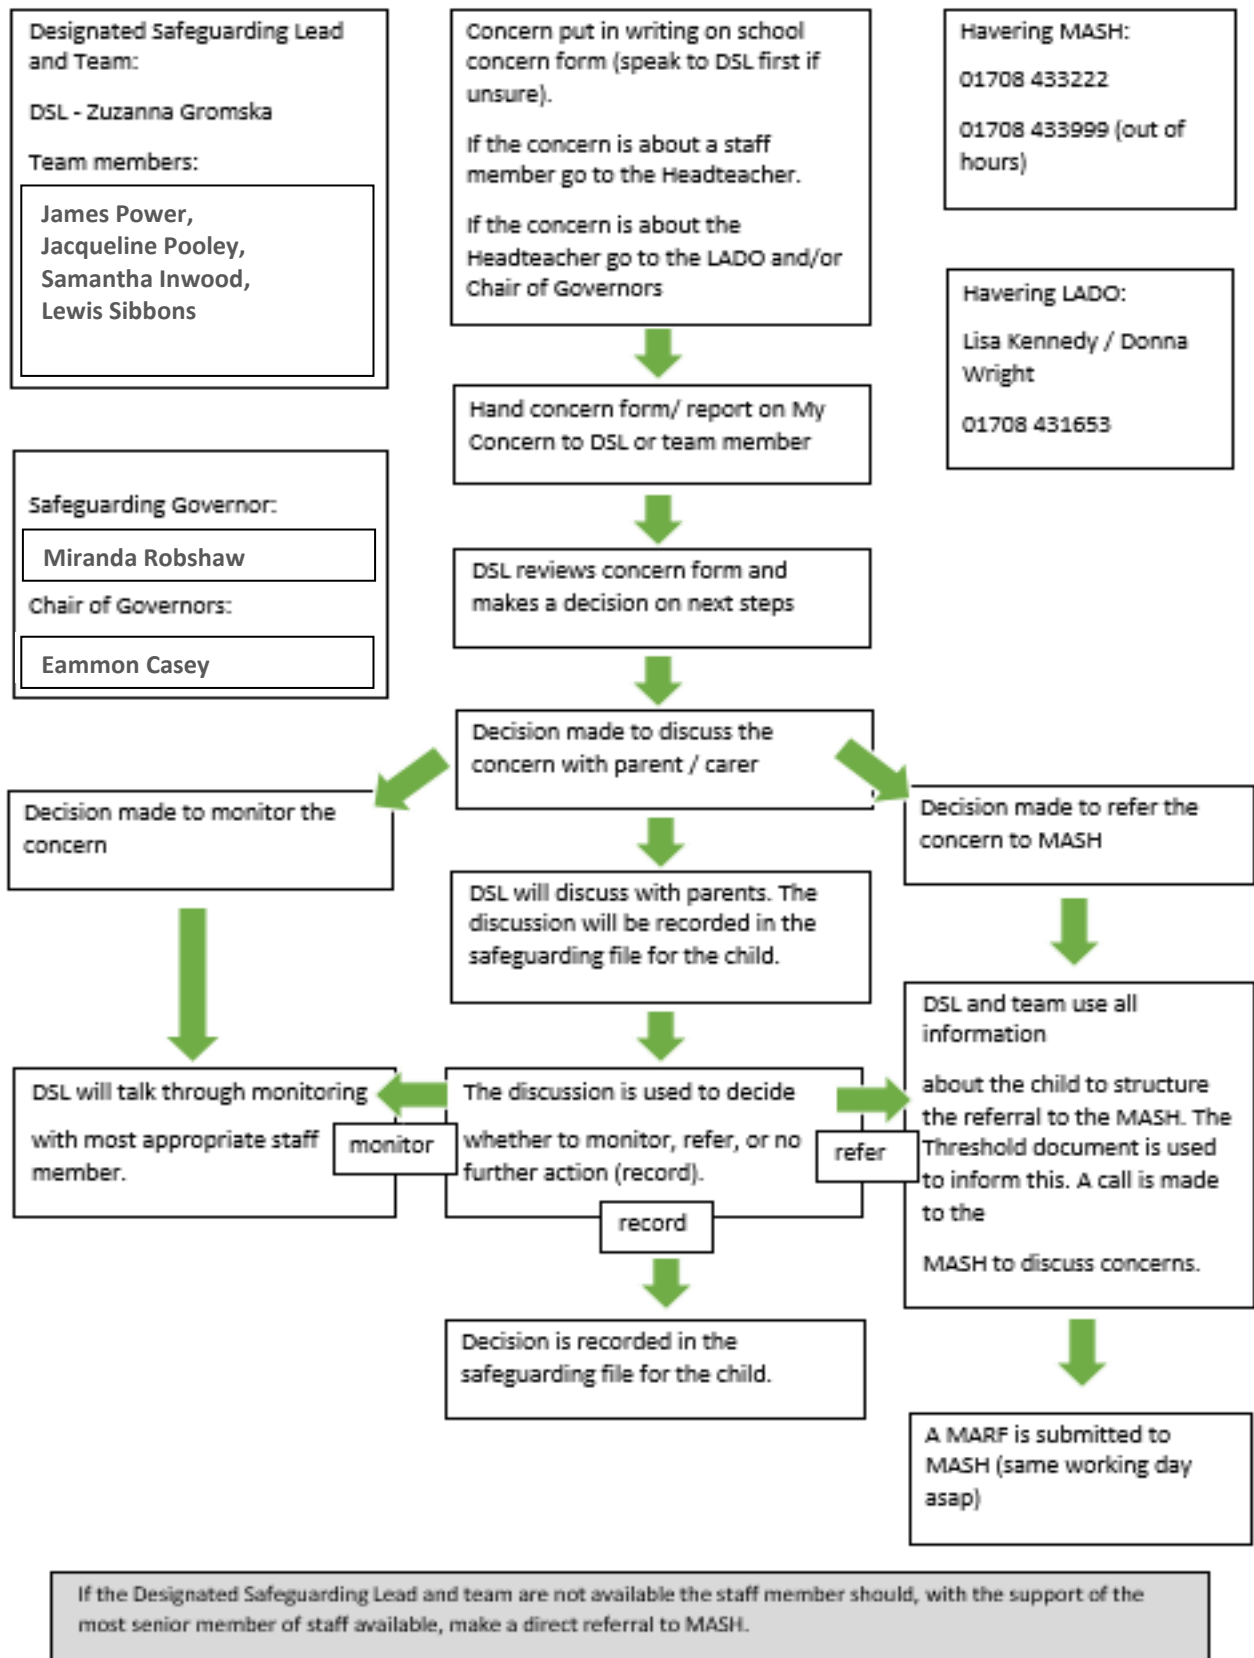 Designated Safeguarding Lead
and Team:
DSL - Zuzanna Gromska
Team members:
James Power,
Jacqueline Pooley,
Samantha Inwood,
Lewis Sibbons
Safeguarding Governor:
Miranda Robshaw
Chair of Governors:
Eammon Casey
Concern put in writing on school
concern form (speak to DSL first if
unsure).
If the concern is about a staff
member go to the Headteacher.
If the concern is about the
Headteacher go to the LADO and/or
Chair of Governors
Havering MASH:
01708 433222
01708 433999 (out of
hours)
Havering LADO:
Lisa Kennedy / Donna
Wright
01708 431653
Hand concern form/ report on My
Concern to DSL or team member
DSL reviews concern form and
makes a decision on next steps
Decision made to discuss the
concern with parent / carer
Decision made to monitor the
concern
Decision made to refer the
concern to MASH
DSL will discuss with parents. The
discussion will be recorded in the
safeguarding file for the child.
DSL will talk through monitoring
with most appropriate staff
member.
monitor
The discussion is used to decide
whether to monitor, refer, or no
further action (record).
refer
record
DSL and team use all
information
about the child to structure
the referral to the MASH. The
Threshold document is used
to inform this. A call is made
to the
MASH to discuss concerns.
Decision is recorded in the
safeguarding file for the child.
A MARF is submitted to
MASH (same working day
asap)
If the Designated Safeguarding Lead and team are not available the staff member should, with the support of the
most senior member of staff available, make a direct referral to MASH.